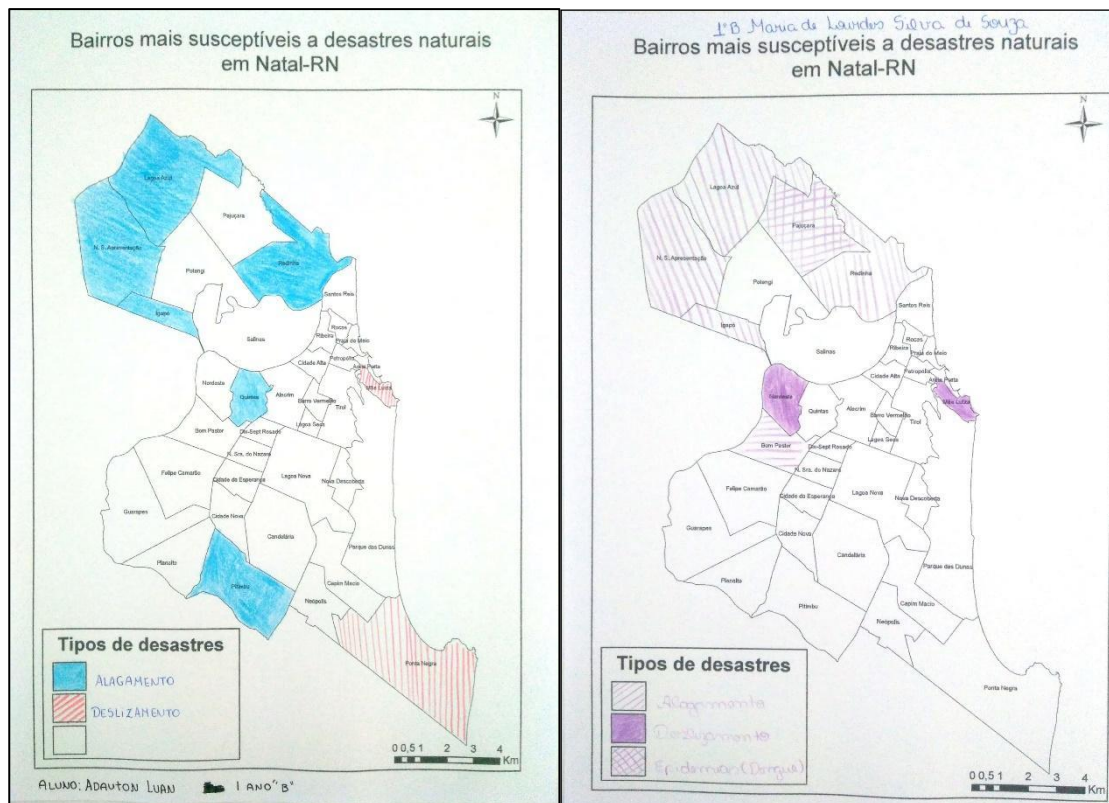 Bairros mais susceptíveis a desastres naturais
em Natal-RN
N
Lagoa Azul
Pajuçara
N. S. Apresentação
Redinha
Potengi
Igapó
Santos Reis
Salinas
Rocas
Ribeira
Praia do Meio
Cidade Alta
Petrópolis
Areia Preta
Mãe Luiza
Nordeste
Quintas
Alecrim
Barro Vermelho
Tirol
Lagoa Seca
Bom Pastor
Dix-Sept Rosado
N. Sra. de Nazaré
Felipe Camarão
Cidade da Esperança
Lagoa Nova
Nova Descoberta
Guarapes
Cidade Nova
Candelária
Parque das Dunas
Planalto
Pitimbu
Capim Macio
Neópolis
Ponta Negra
Tipos de desastres
ALAGAMENTO
DESLIZAMENTO
0 0,5 1 2 3 4
Km
ALUNO: ADAUTON LUAN 1 ANO "B"
1ºB Maria de Lourdes Silva de Souza
Bairros mais susceptíveis a desastres naturais
em Natal-RN
N
Lagoa Azul
Pajuçara
N. S. Apresentação
Redinha
Potengi
Igapó
Santos Reis
Salinas
Rocas
Ribeira
Praia do Meio
Cidade Alta
Petrópolis
Areia Preta
Mãe Luiza
Nordeste
Quintas
Alecrim
Barro Vermelho
Tirol
Lagoa Seca
Bom Pastor
Dix-Sept Rosado
N. Sra. de Nazaré
Felipe Camarão
Cidade da Esperança
Lagoa Nova
Nova Descoberta
Guarapes
Cidade Nova
Candelária
Parque das Dunas
Planalto
Pitimbu
Capim Macio
Neópolis
Ponta Negra
Tipos de desastres
Alagamento
Deslizamento
Epidemias (Dengue)
0 0,5 1 2 3 4
Km